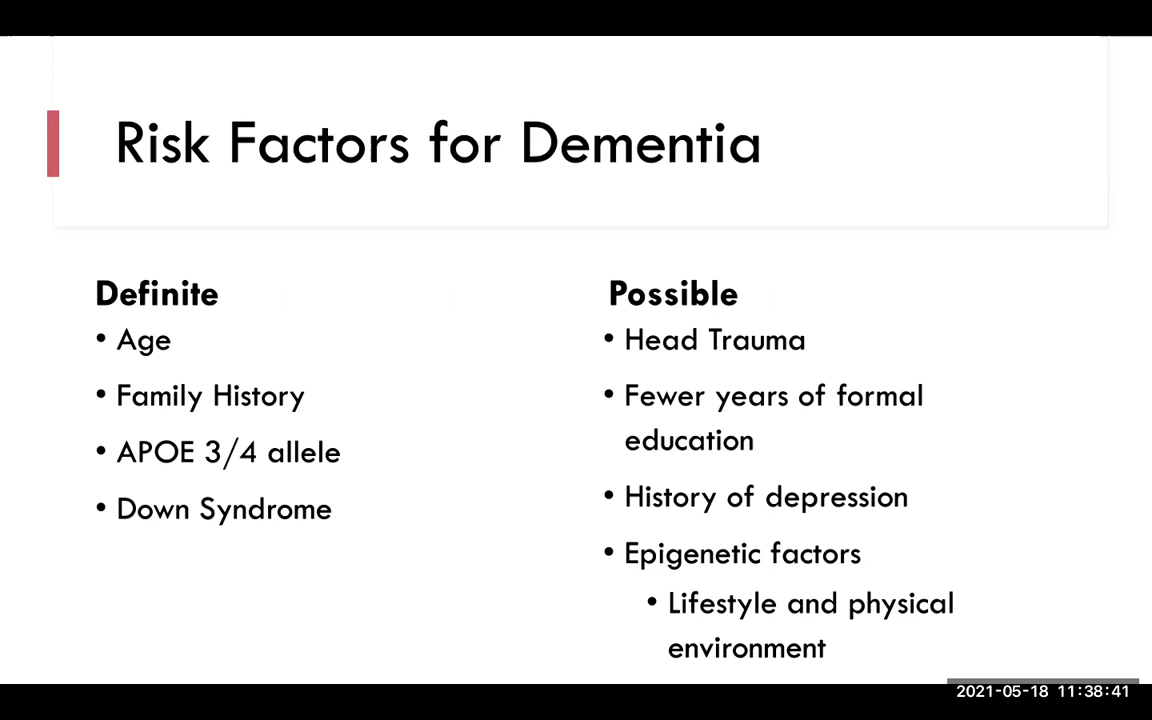 Risk Factors for Dementia
Definite
• Age
• Family History
• APOE 3/4 allele
• Down Syndrome
Possible
• Head Trauma
• Fewer years of formal
education
• History of depression
• Epigenetic factors
• Lifestyle and physical
environment
2021-05-18 11:38:41